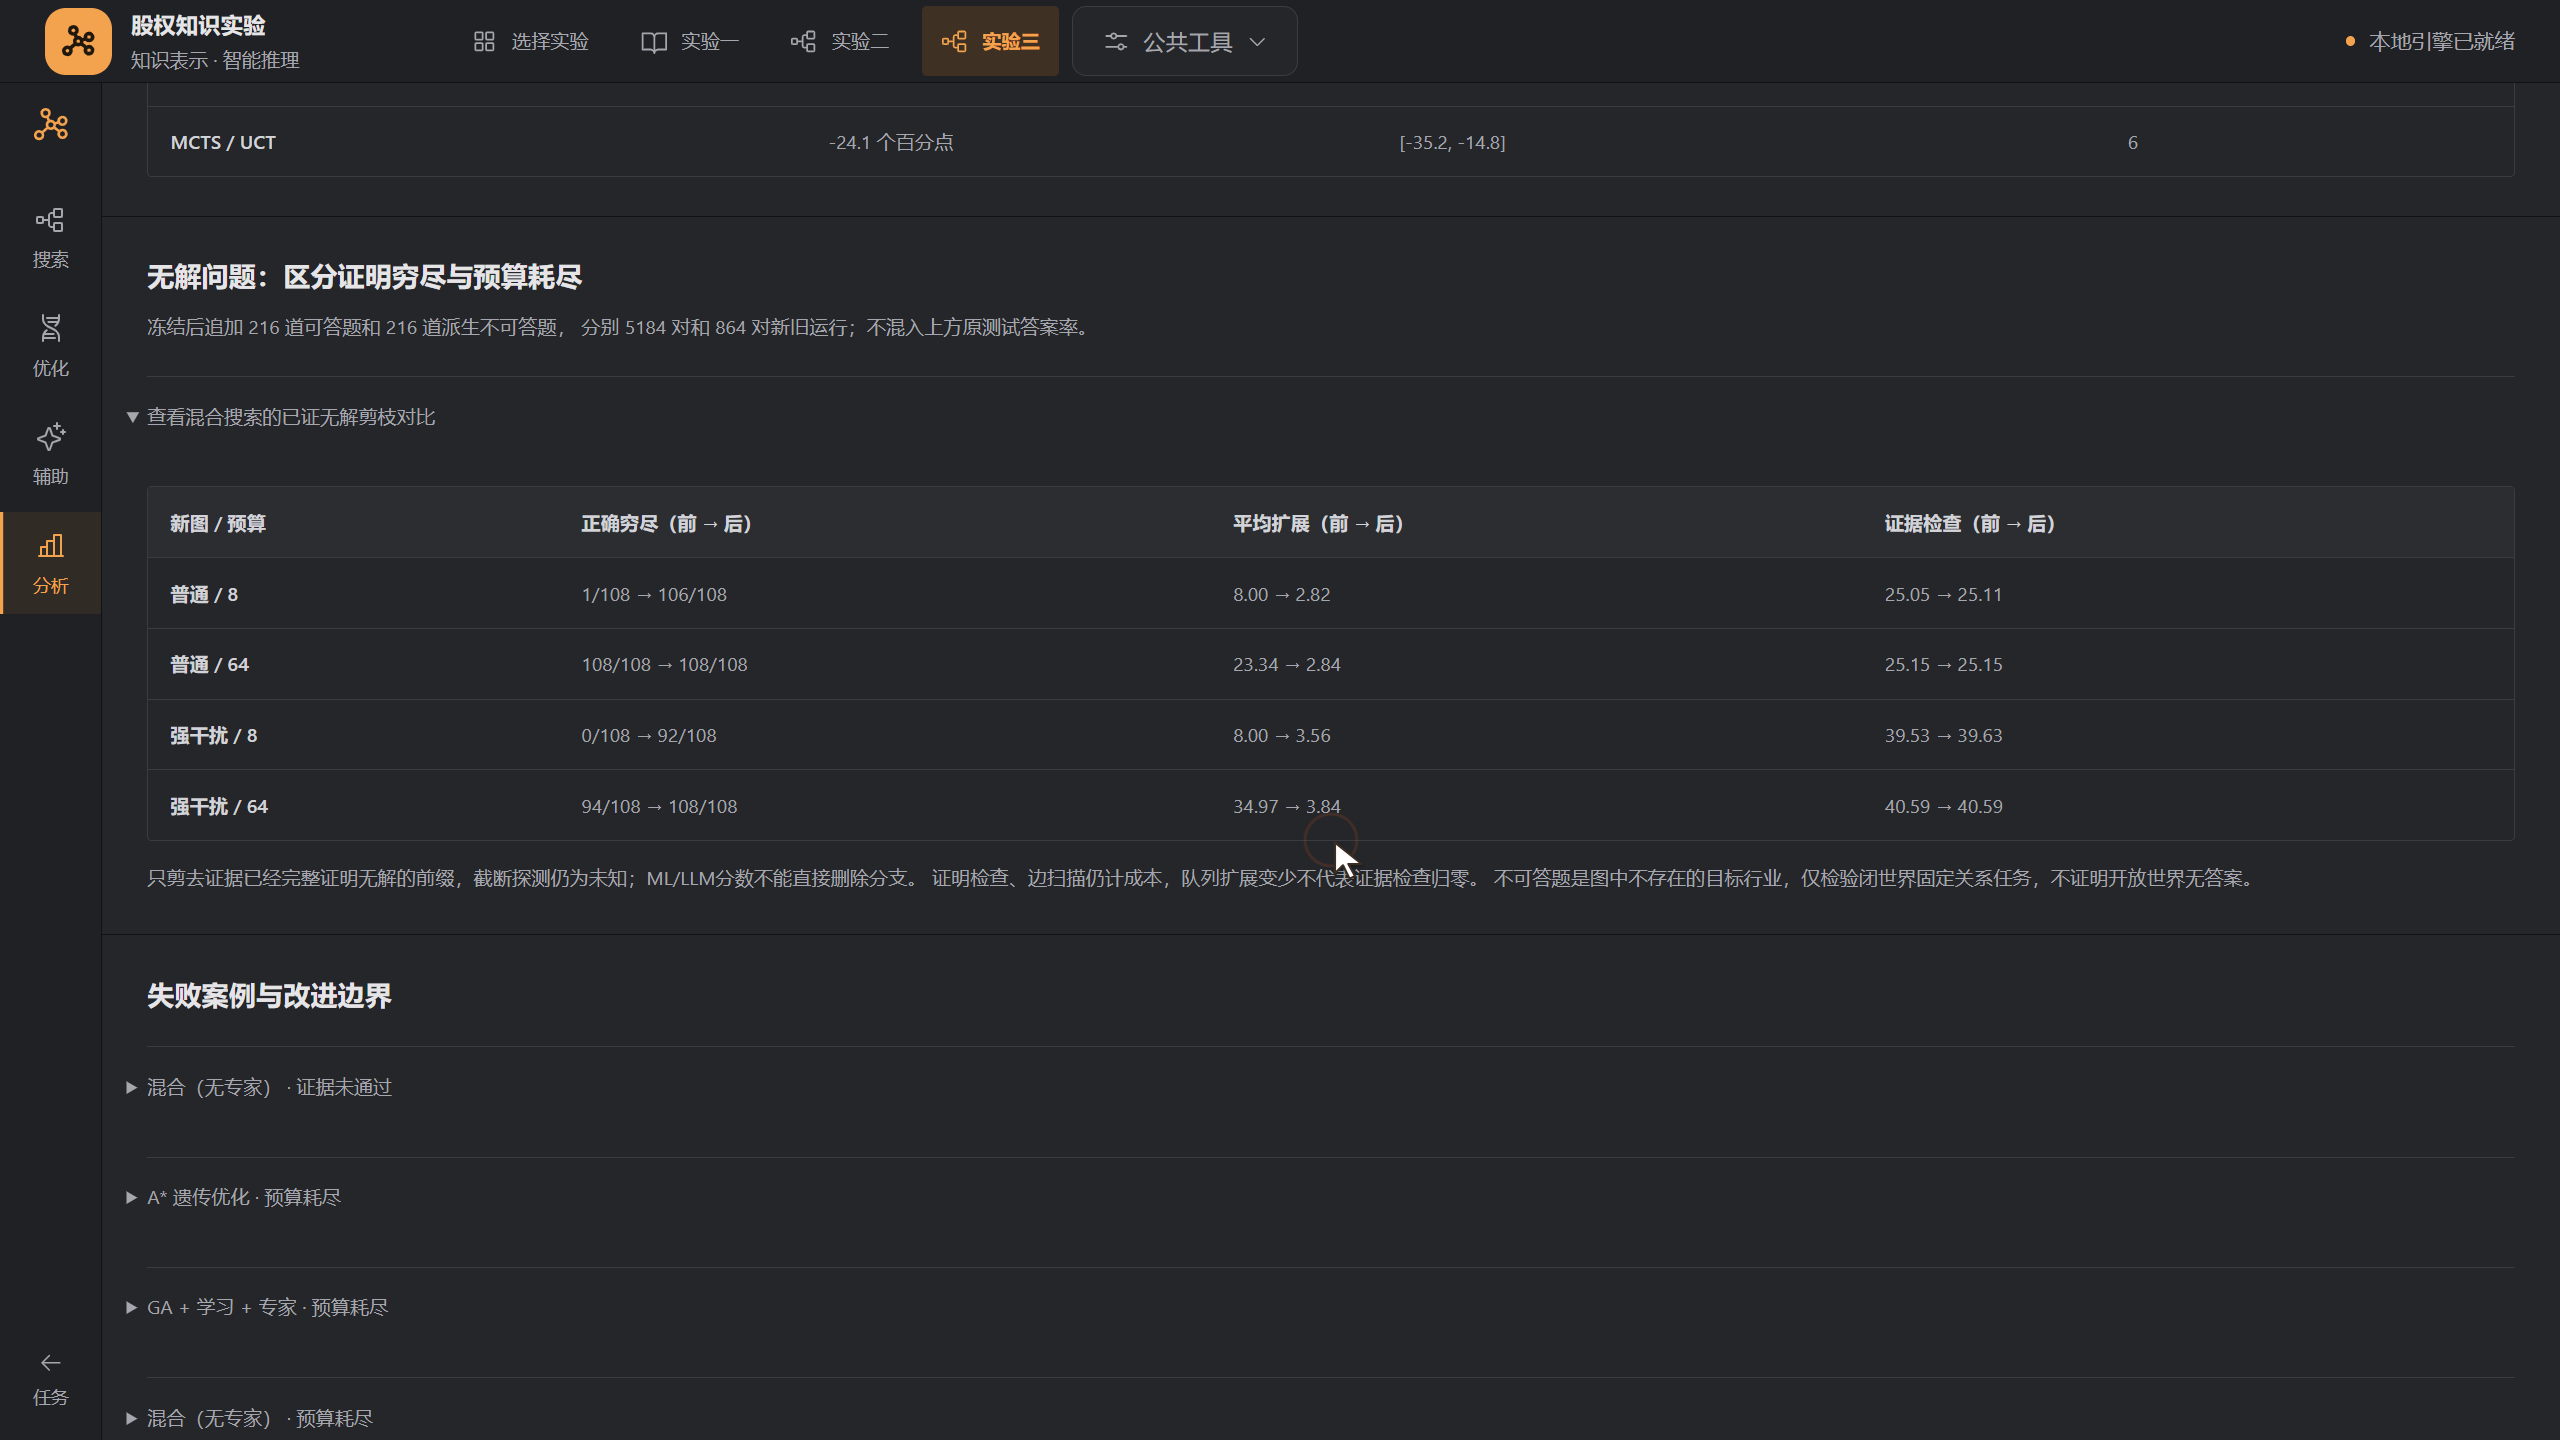 股权知识实验
知识表示 · 智能推理
选择实验
实验一
实验二
实验三
公共工具
本地引擎已就绪
搜索
优化
辅助
分析
任务
MCTS / UCT -24.1 个百分点 [-35.2, -14.8] 6
无解问题：区分证明穷尽与预算耗尽
冻结后追加 216 道可答题和 216 道派生不可答题， 分别 5184 对和 864 对新旧运行；不混入上方原测试答案率。
查看混合搜索的已证无解剪枝对比
新图 / 预算 正确穷尽（前 → 后） 平均扩展（前 → 后） 证据检查（前 → 后）
普通 / 8 1/108 → 106/108 8.00 → 2.82 25.05 → 25.11
普通 / 64 108/108 → 108/108 23.34 → 2.84 25.15 → 25.15
强干扰 / 8 0/108 → 92/108 8.00 → 3.56 39.53 → 39.63
强干扰 / 64 94/108 → 108/108 34.97 → 3.84 40.59 → 40.59
只剪去证据已经完整证明无解的前缀，截断探测仍为未知；ML/LLM分数不能直接删除分支。 证明检查、边扫描仍计成本，队列扩展变少不代表证据检查归零。 不可答题是图中不存在的目标行业，仅检验闭世界固定关系任务，不证明开放世界无答案。
失败案例与改进边界
混合（无专家） · 证据未通过
A* 遗传优化 · 预算耗尽
GA + 学习 + 专家 · 预算耗尽
混合（无专家） · 预算耗尽